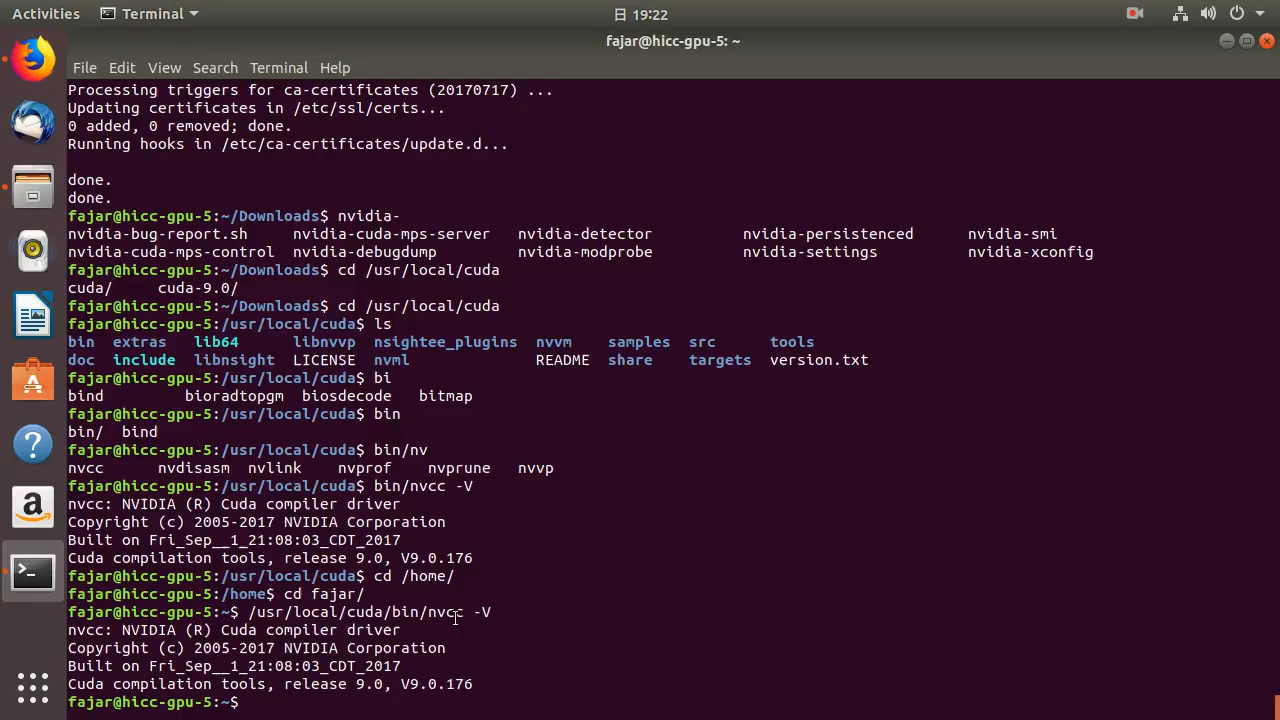 Activities Terminal 日 19:22
fajar@hicc-gpu-5: ~
File Edit View Search Terminal Help
Processing triggers for ca-certificates (20170717) ...
Updating certificates in /etc/ssl/certs...
0 added, 0 removed; done.
Running hooks in /etc/ca-certificates/update.d...
done.
done.
fajar@hicc-gpu-5:~/Downloads$ nvidia-
nvidia-bug-report.sh nvidia-cuda-mps-server nvidia-detector nvidia-persistenced nvidia-smi
nvidia-cuda-mps-control nvidia-debugdump nvidia-modprobe nvidia-settings nvidia-xconfig
fajar@hicc-gpu-5:~/Downloads$ cd /usr/local/cuda
cuda/ cuda-9.0/
fajar@hicc-gpu-5:~/Downloads$ cd /usr/local/cuda
fajar@hicc-gpu-5:/usr/local/cuda$ ls
bin extras lib64 libnvvp nsightee_plugins nvvm samples src tools
doc include libnsight LICENSE nvml README share targets version.txt
fajar@hicc-gpu-5:/usr/local/cuda$ bi
bind bioradtopgm biosdecode bitmap
fajar@hicc-gpu-5:/usr/local/cuda$ bin
bin/ bind
fajar@hicc-gpu-5:/usr/local/cuda$ bin/nv
nvcc nvdisasm nvlink nvprof nvprune nvvp
fajar@hicc-gpu-5:/usr/local/cuda$ bin/nvcc -V
nvcc: NVIDIA (R) Cuda compiler driver
Copyright (c) 2005-2017 NVIDIA Corporation
Built on Fri_Sep__1_21:08:03_CDT_2017
Cuda compilation tools, release 9.0, V9.0.176
fajar@hicc-gpu-5:/usr/local/cuda$ cd /home/
fajar@hicc-gpu-5:/home$ cd fajar/
fajar@hicc-gpu-5:~$ /usr/local/cuda/bin/nvcc -V
nvcc: NVIDIA (R) Cuda compiler driver
Copyright (c) 2005-2017 NVIDIA Corporation
Built on Fri_Sep__1_21:08:03_CDT_2017
Cuda compilation tools, release 9.0, V9.0.176
fajar@hicc-gpu-5:~$